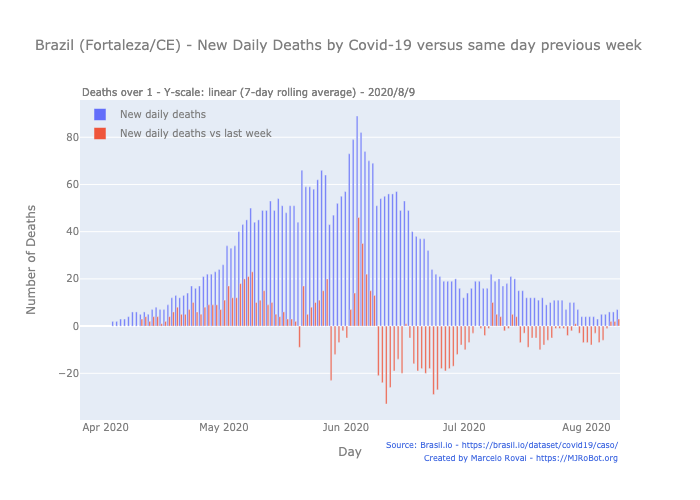 Brazil (Fortaleza/CE) - New Daily Deaths by Covid-19 versus same day previous week
Deaths over 1 - Y-scale: linear (7-day rolling average) - 2020/8/9
New daily deaths
New daily deaths vs last week
Number of Deaths
80
60
40
20
0
−20
Apr 2020 May 2020 Jun 2020 Jul 2020 Aug 2020
Day
Source: Brasil.io - https://brasil.io/dataset/covid19/caso/
Created by Marcelo Rovai - https://MJRoBot.org